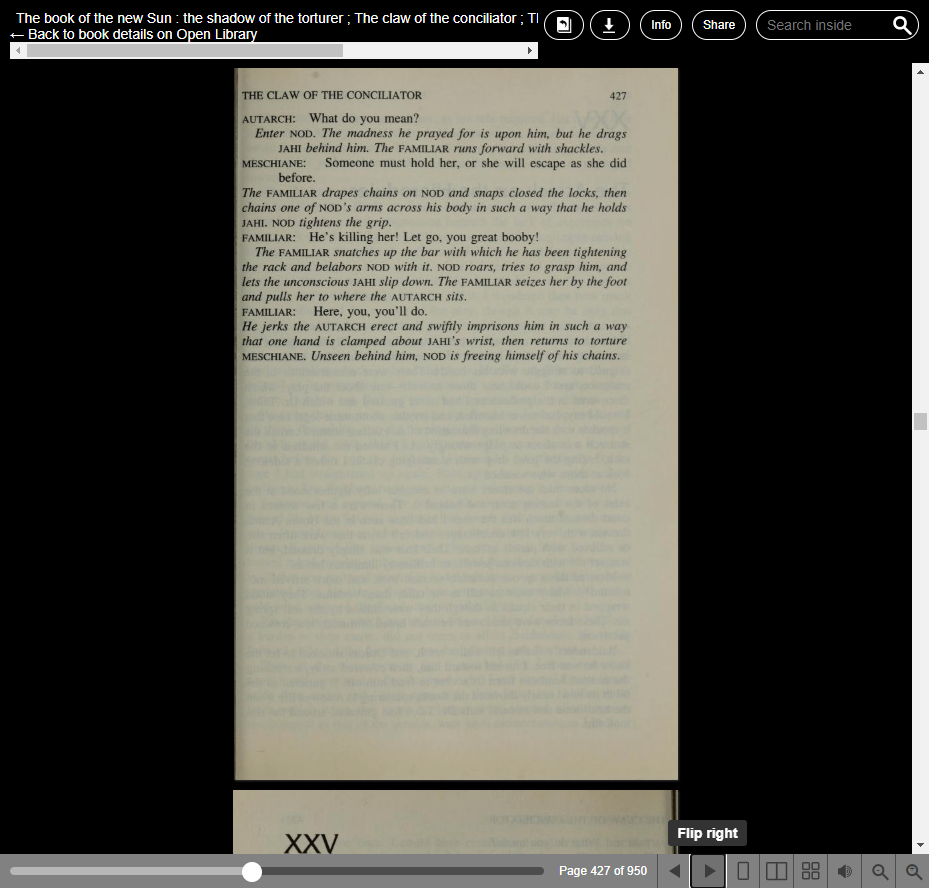 The book of the new Sun : the shadow of the torturer ; The claw of the conciliator ;
← Back to book details on Open Library
Info
Share
Search inside
THE CLAW OF THE CONCILIATOR 427
AUTARCH: What do you mean?
Enter NOD. The madness he prayed for is upon him, but he drags
JAHI behind him. The FAMILIAR runs forward with shackles.
MESCHIANE: Someone must hold her, or she will escape as she did
before.
The FAMILIAR drapes chains on NOD and snaps closed the locks, then
chains one of NOD's arms across his body in such a way that he holds
JAHI. NOD tightens the grip.
FAMILIAR: He's killing her! Let go, you great booby!
The FAMILIAR snatches up the bar with which he has been tightening
the rack and belabors NOD with it. NOD roars, tries to grasp him, and
lets the unconscious JAHI slip down. The FAMILIAR seizes her by the foot
and pulls her to where the AUTARCH sits.
FAMILIAR: Here, you, you'll do.
He jerks the AUTARCH erect and swiftly imprisons him in such a way
that one hand is clamped about JAHI's wrist, then returns to torture
MESCHIANE. Unseen behind him, NOD is freeing himself of his chains.
XXV
Flip right
Page 427 of 950